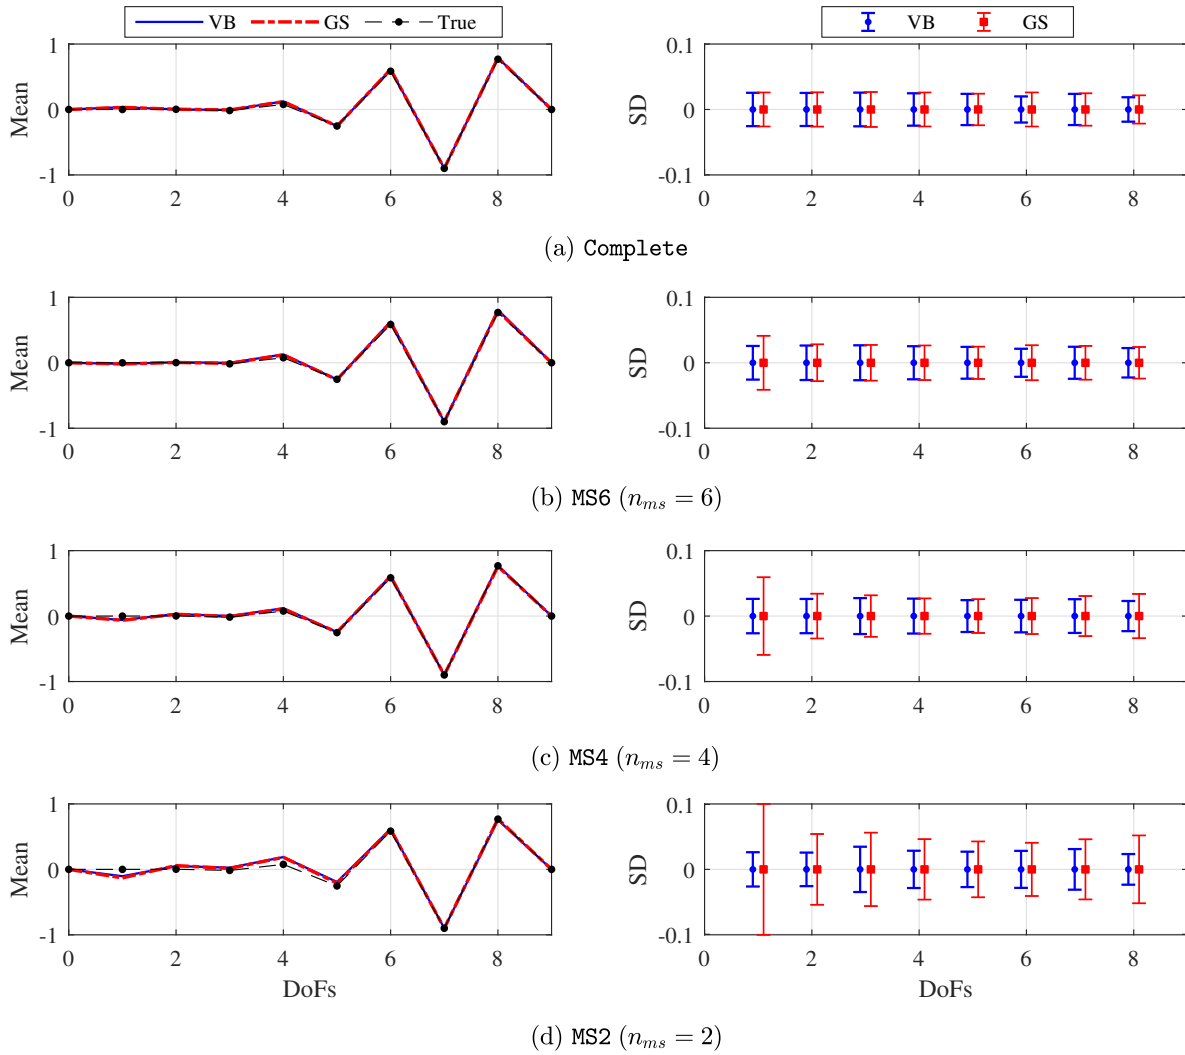 VB GS True
VB GS
Mean
1
0
-1
0 2 4 6 8
SD
0.1
0
-0.1
0 2 4 6 8
(a) Complete
Mean
1
0
-1
0 2 4 6 8
SD
0.1
0
-0.1
0 2 4 6 8
(b) MS6 (nms = 6)
Mean
1
0
-1
0 2 4 6 8
SD
0.1
0
-0.1
0 2 4 6 8
(c) MS4 (nms = 4)
Mean
1
0
-1
0 2 4 6 8
DoFs
SD
0.1
0
-0.1
0 2 4 6 8
DoFs
(d) MS2 (nms = 2)